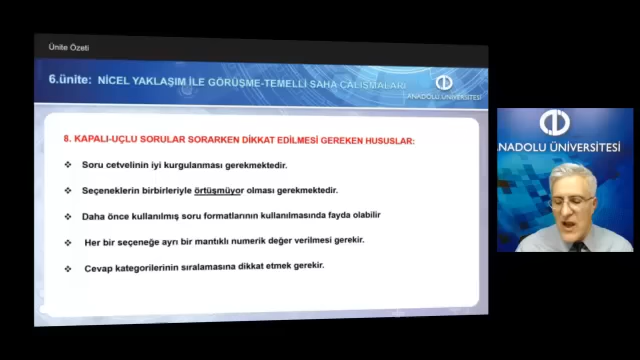 Ünite Özeti
6.ünite: NİCEL YAKLAŞIM İLE GÖRÜŞME-TEMELLİ SAHA ÇALIŞMALARI
ANADOLU ÜNİVERSİTESİ
8. KAPALI-UÇLU SORULAR SORARKEN DİKKAT EDİLMESİ GEREKEN HUSUSLAR:
Soru cetvelinin iyi kurgulanması gerekmektedir.
Seçeneklerin birbirleriyle örtüşmüyor olması gerekmektedir.
Daha önce kullanılmış soru formatlarının kullanılmasında fayda olabilir
Her bir seçeneğe ayrı bir mantıklı numerik değer verilmesi gerekir.
Cevap kategorilerinin sıralamasına dikkat etmek gerekir.
ANADOLU ÜNİVERSİTESİ